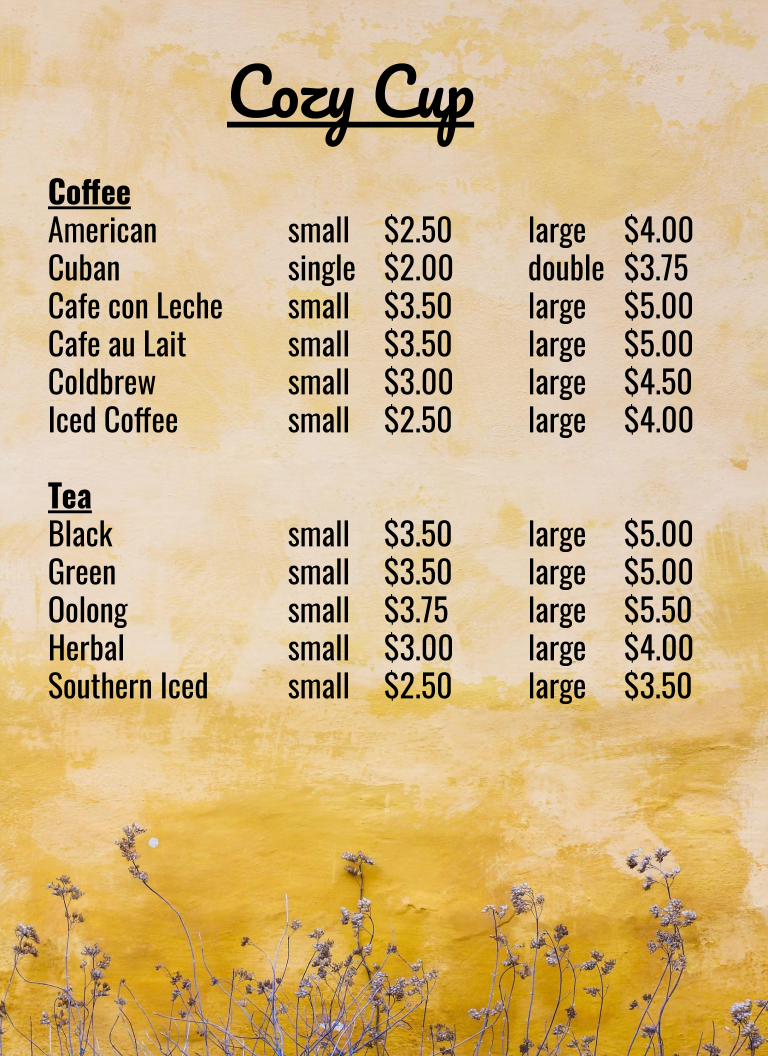 Cozy Cup
Coffee
American small $2.50 large $4.00
Cuban single $2.00 double $3.75
Cafe con Leche small $3.50 large $5.00
Cafe au Lait small $3.50 large $5.00
Coldbrew small $3.00 large $4.50
Iced Coffee small $2.50 large $4.00
Tea
Black small $3.50 large $5.00
Green small $3.50 large $5.00
Oolong small $3.75 large $5.50
Herbal small $3.00 large $4.00
Southern Iced small $2.50 large $3.50